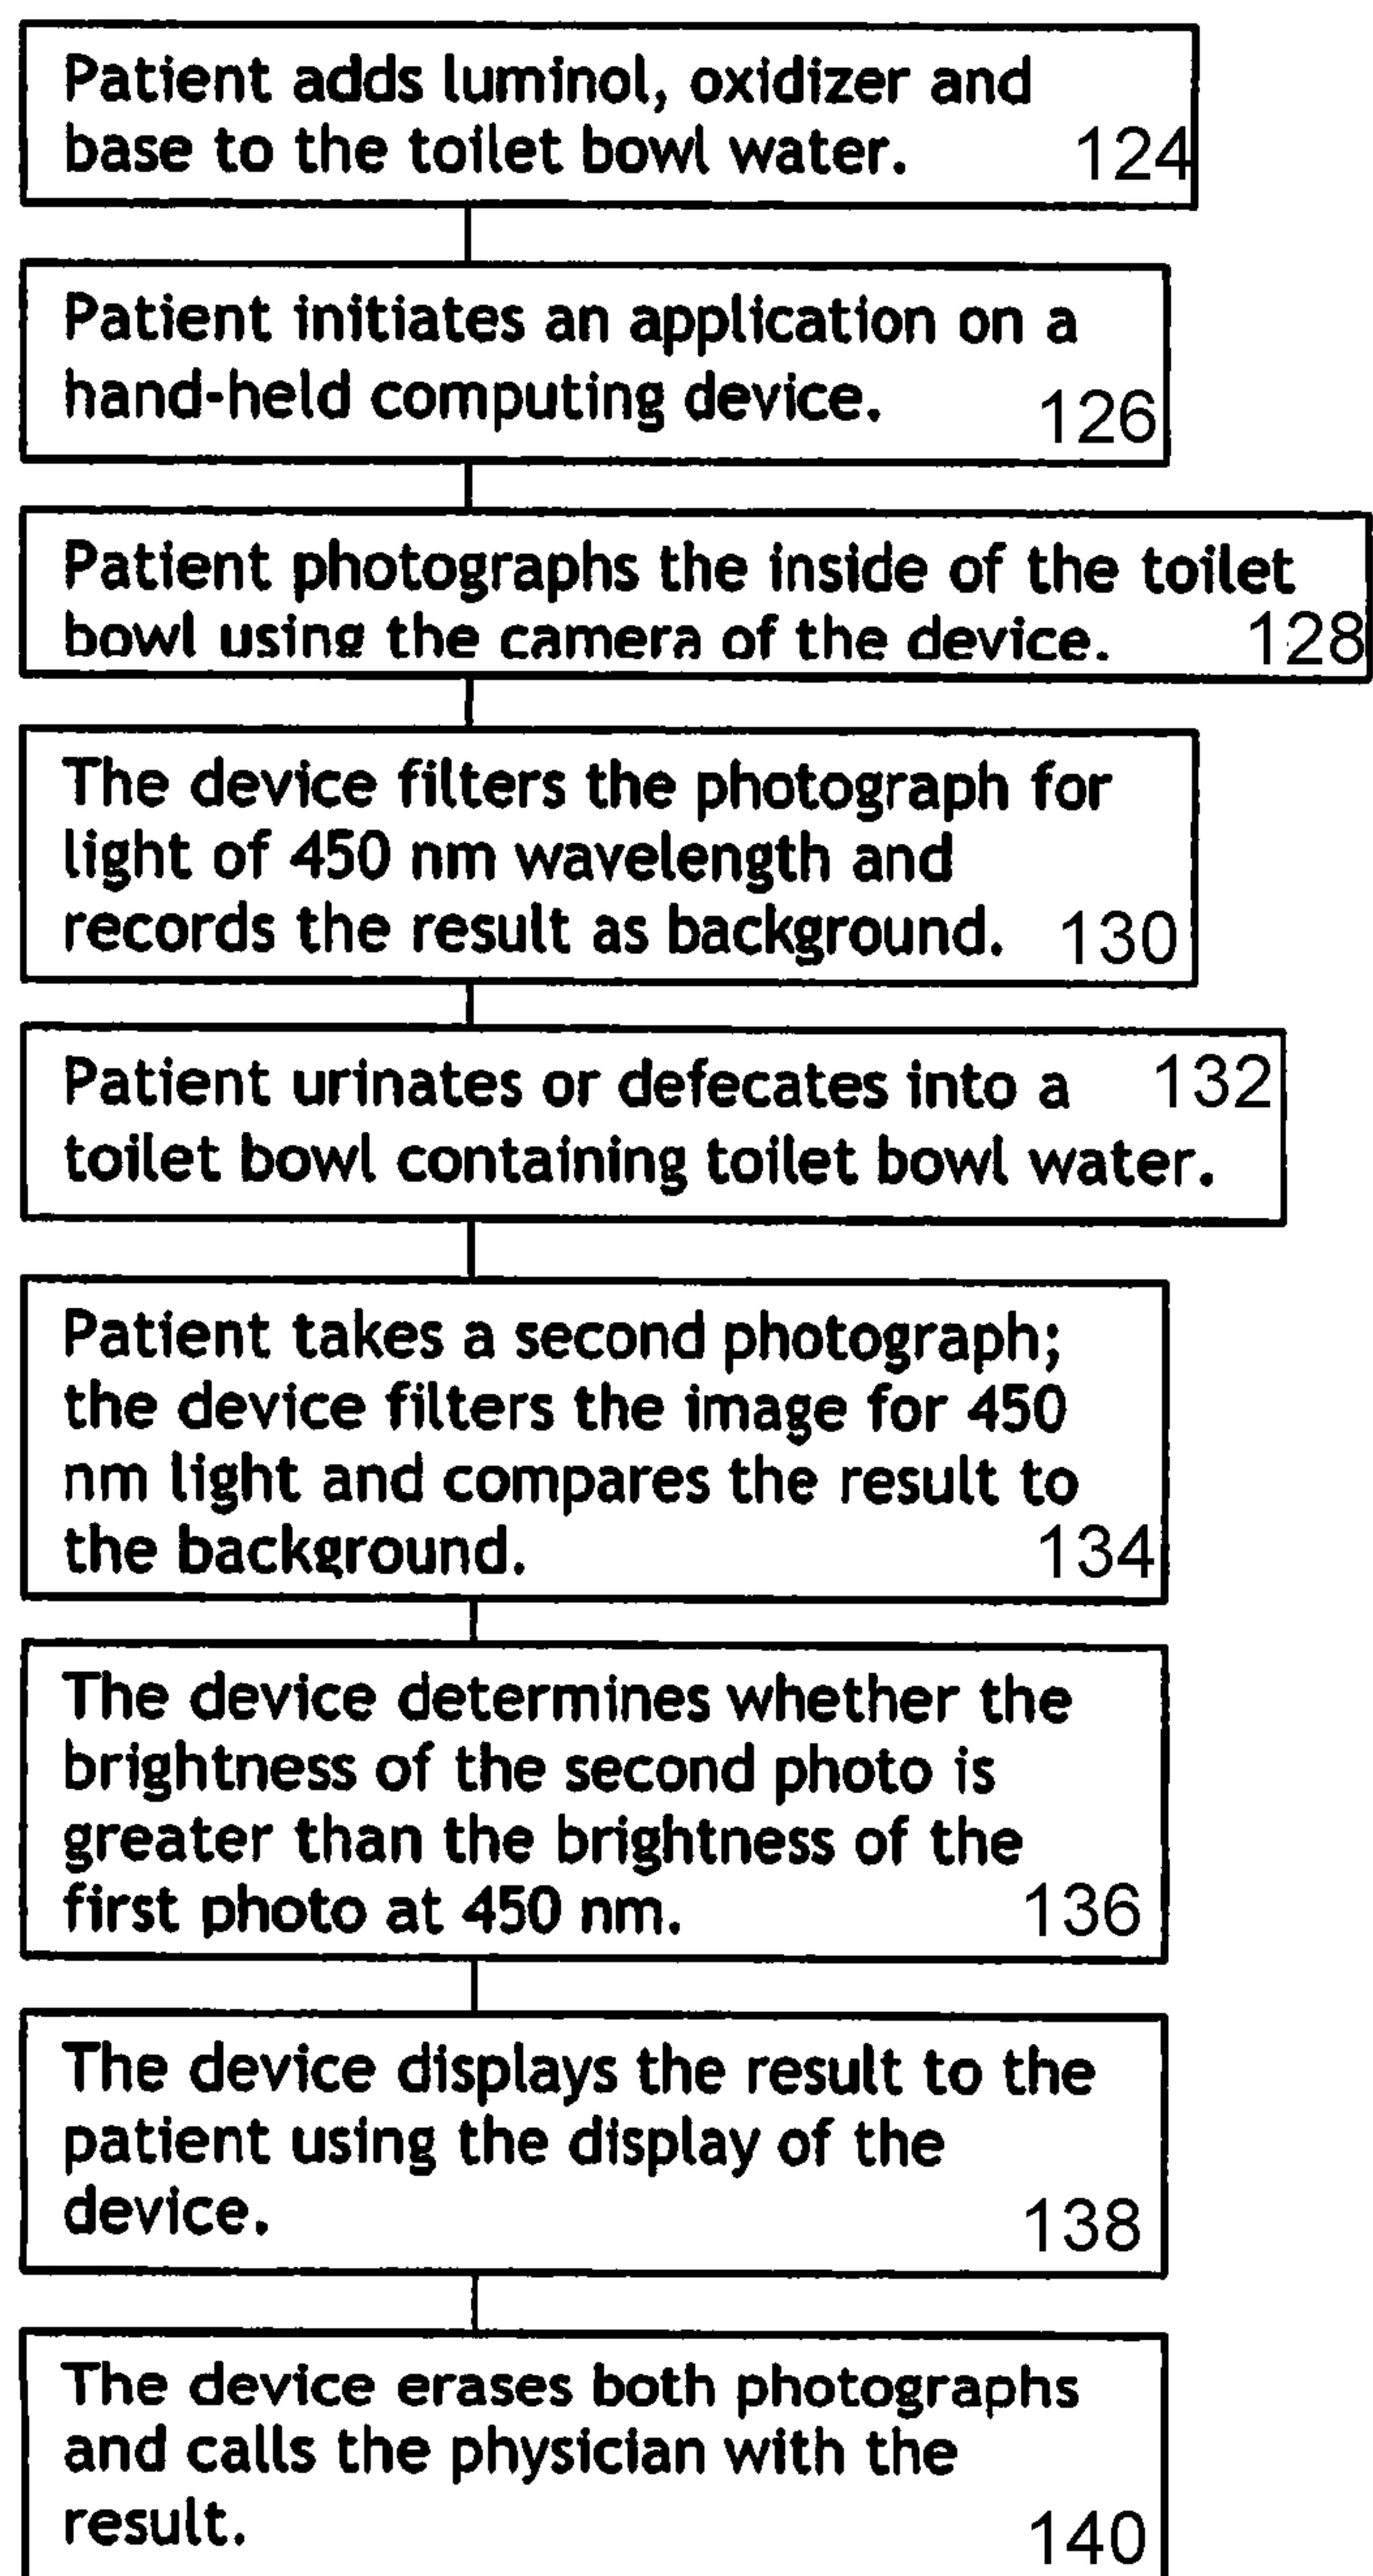 Patient adds luminol, oxidizer and
base to the toilet bowl water. 124
Patient initiates an application on a
hand-held computing device. 126
Patient photographs the inside of the toilet
bowl using the camera of the device. 128
The device filters the photograph for
light of 450 nm wavelength and
records the result as background. 130
Patient urinates or defecates into a 132
toilet bowl containing toilet bowl water.
Patient takes a second photograph;
the device filters the image for 450
nm light and compares the result to
the background. 134
The device determines whether the
brightness of the second photo is
greater than the brightness of the
first photo at 450 nm. 136
The device displays the result to the
patient using the display of the
device. 138
The device erases both photographs
and calls the physician with the
result. 140